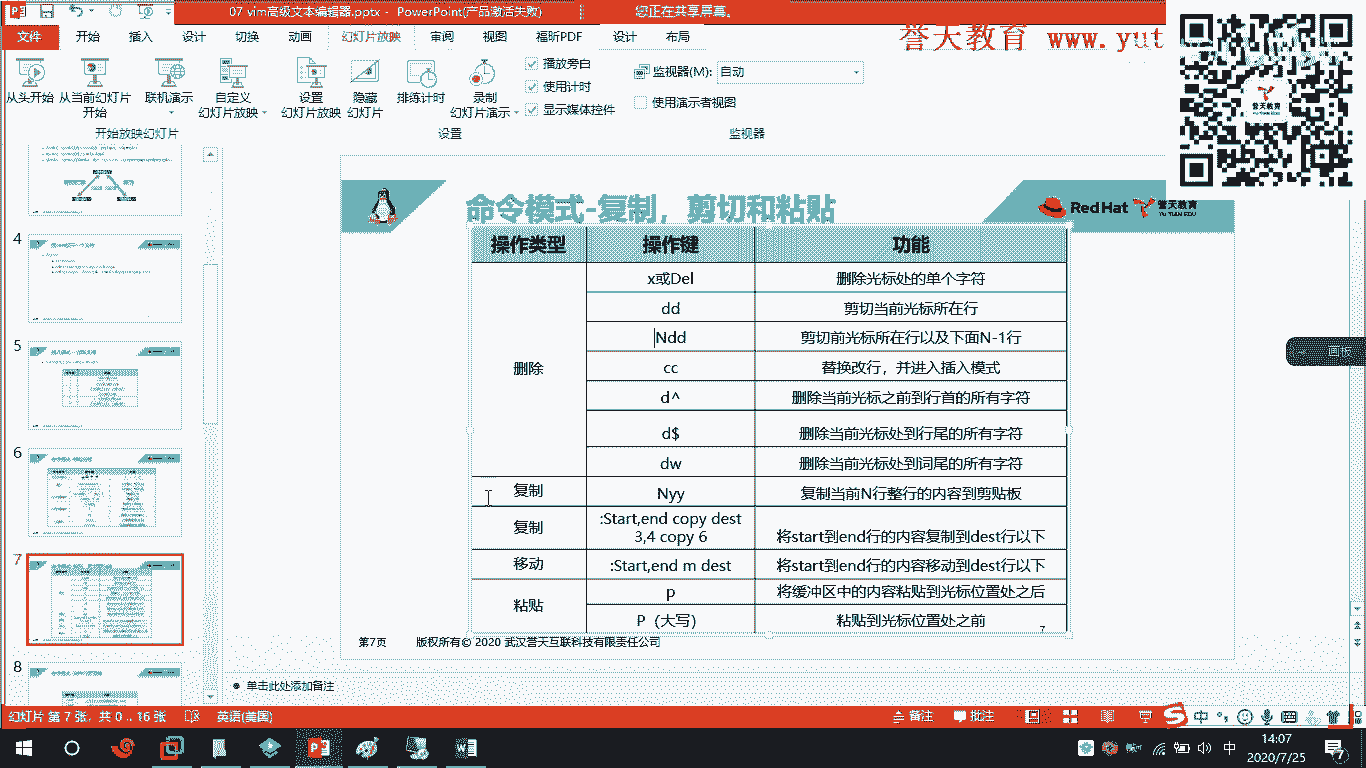 07 vim高级文本编辑器.pptx - PowerPoint(产品激活失败)
您正在共享屏幕。
文件 开始 插入 设计 切换 动画 幻灯片放映 审阅 视图 福昕PDF 设计 布局
誉天教育 www.yut
播放旁白
监视器(M): 自动
使用计时
从头开始 从当前幻灯片 联机演示 自定义 设置 隐藏 排练计时 录制
使用演示者视图
开始 幻灯片放映 幻灯片放映 幻灯片 幻灯片演示
显示媒体控件
开始放映幻灯片 设置 监视器
誉天教育
命令模式-复制，剪切和粘贴
Red Hat 誉天教育
YU TIAN EDU
操作类型 操作键 功能
x或Del 删除光标处的单个字符
dd 剪切当前光标所在行
Ndd 剪切前光标所在行以及下面N-1行
删除
cc 替换改行，并进入插入模式
d^ 删除当前光标之前到行首的所有字符
d$ 删除当前光标处到行尾的所有字符
dw 删除当前光标处到词尾的所有字符
复制 Nyy 复制当前N行整行的内容到剪贴板
复制 :Start,end copy dest
3,4 copy 6 将start到end行的内容复制到dest行以下
移动 :Start,end m dest 将start到end行的内容移动到dest行以下
粘贴 p 将缓冲区中的内容粘贴到光标位置处之后
P（大写） 粘贴到光标位置处之前
7
第7页 版权所有© 2020 武汉誉天互联科技有限责任公司
4
5
6
7
8
画板
单击此处添加备注
幻灯片 第 7 张，共 0 .. 16 张 英语(美国) 备注 批注
中
中
14:07
2020/7/25
7